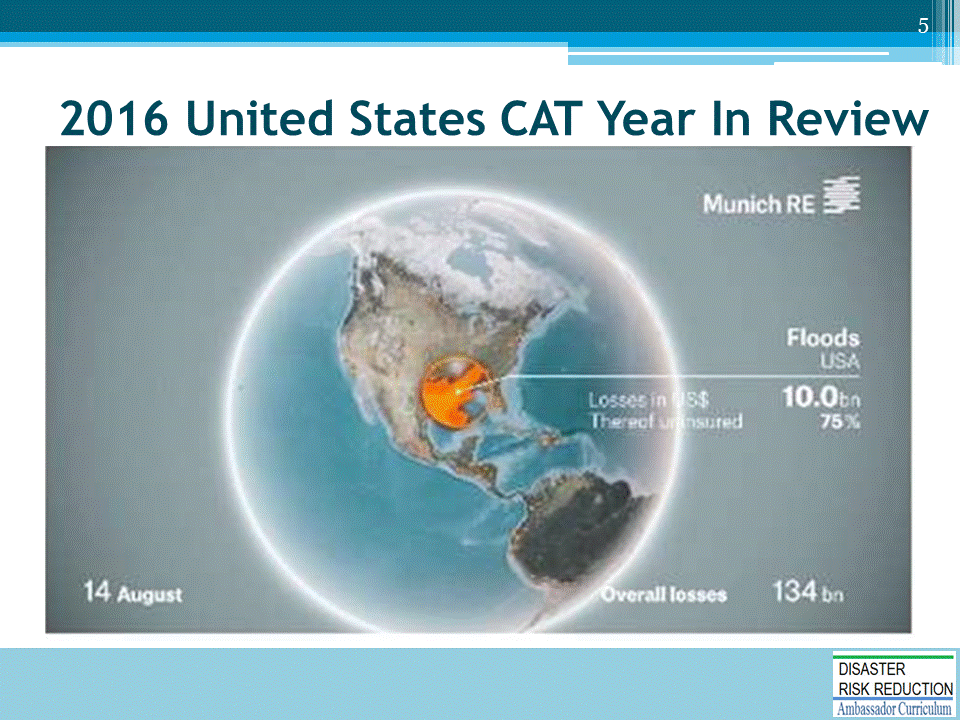 5
2016 United States CAT Year In Review
Munich RE
Floods
USA
Losses in US$ 10.0bn
Thereof uninsured 75%
14 August
Overall losses 134 bn
DISASTER
RISK REDUCTION
Ambassador Curriculum